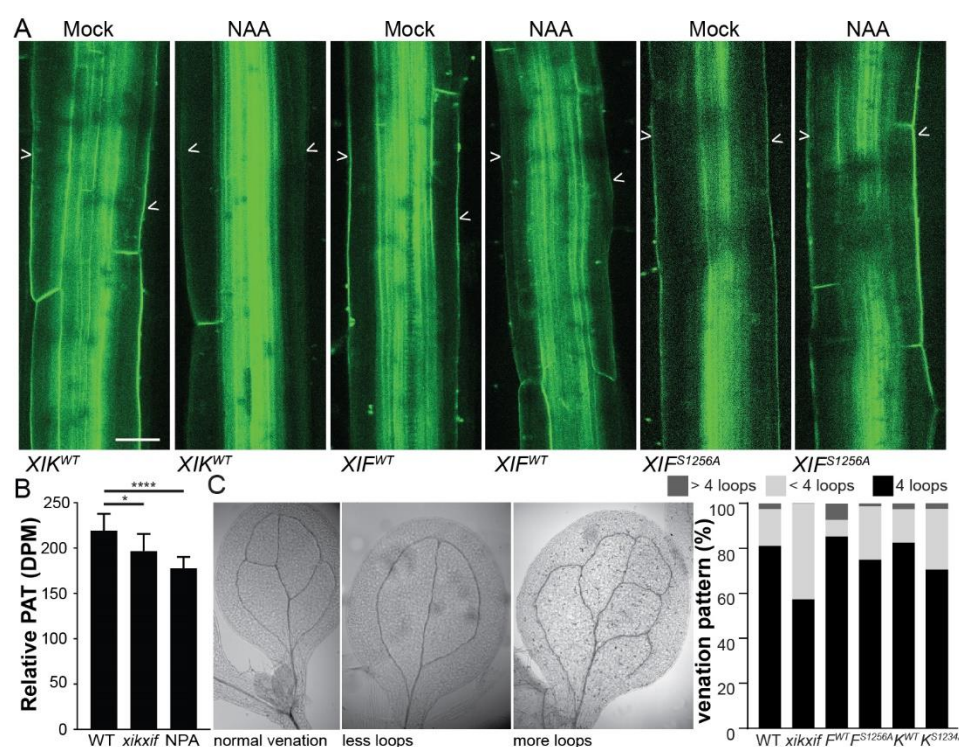 A
Mock NAA Mock NAA Mock NAA
XIK^WT XIK^WT XIF^WT XIF^WT XIF^S1256A XIF^S1256A
B
Relative PAT (DPM)
250
200
150
100
50
0
****
*
WT xikxif NPA
C
normal venation less loops more loops
> 4 loops < 4 loops 4 loops
venation pattern (%)
100
80
60
40
20
0
WT xikxif F^WT F^S1256A K^WT K^S1234